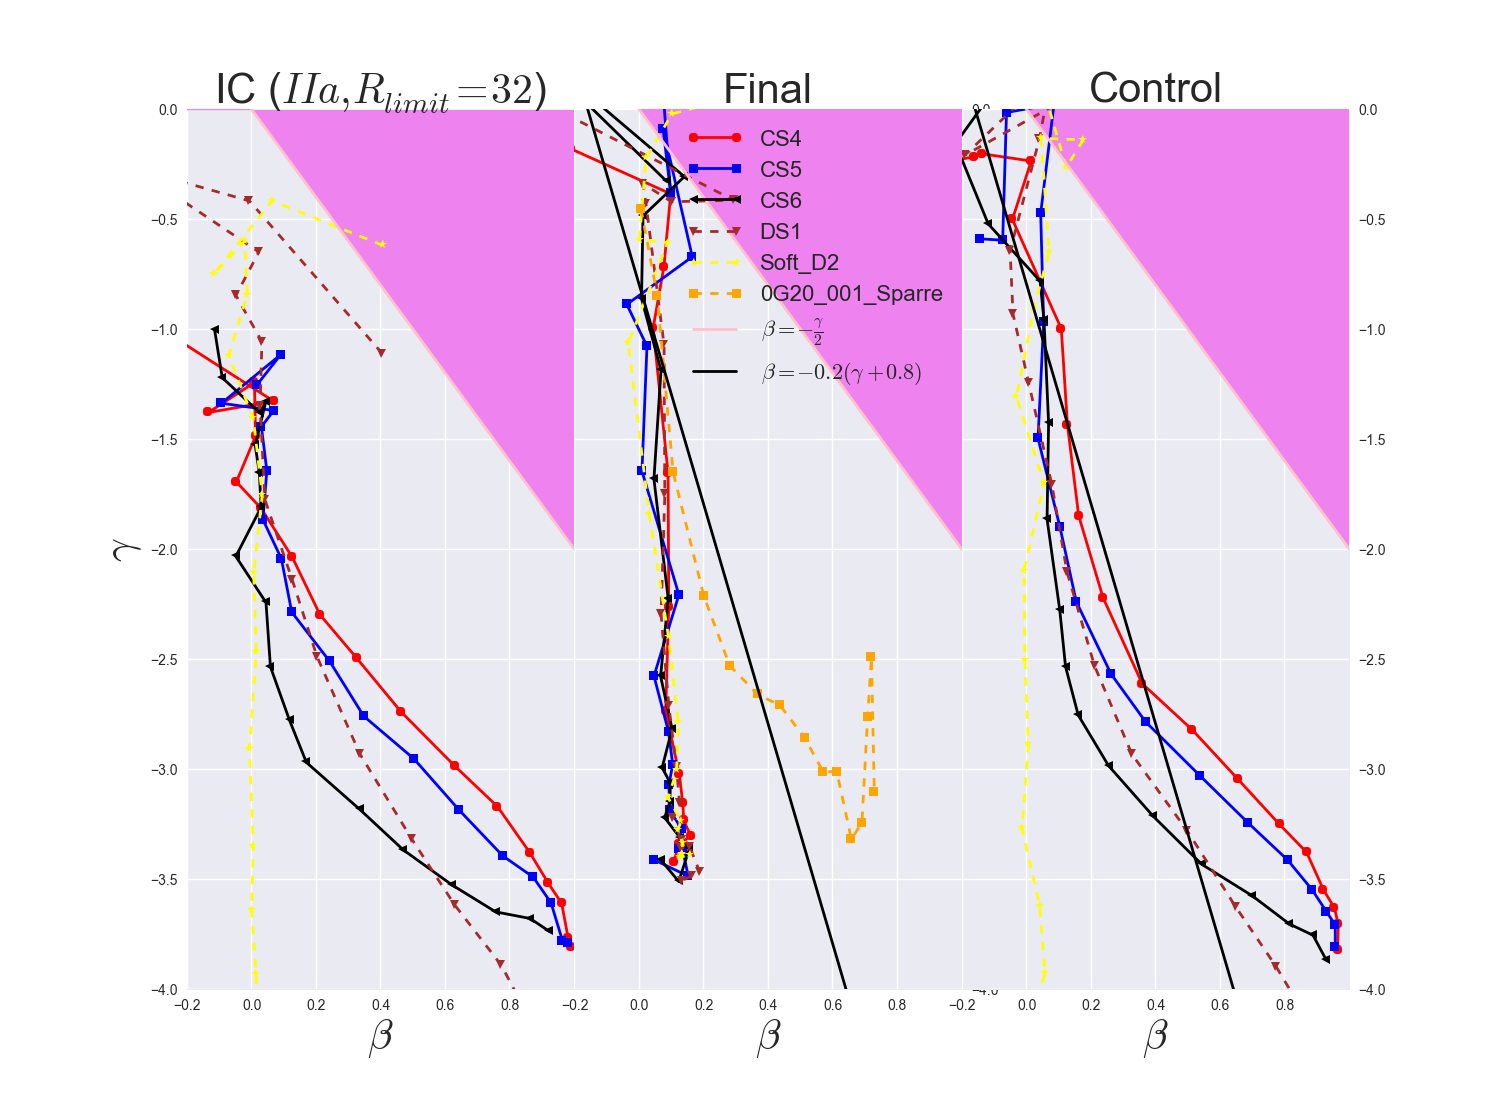 IC (IIa,R_limit=32)
Final
Control
0.0
−0.5
−1.0
−1.5
−2.0
−2.5
−3.0
−3.5
−4.0
γ
CS4
CS5
CS6
DS1
Soft_D2
0G20_001_Sparre
β=−γ/2
β=−0.2(γ+0.8)
0.0
−0.5
−1.0
−1.5
−2.0
−2.5
−3.0
−3.5
−4.0
−0.2 0.0 0.2 0.4 0.6 0.8
−0.2 0.0 0.2 0.4 0.6 0.8
−0.2 0.0 0.2 0.4 0.6 0.8
β
β
β